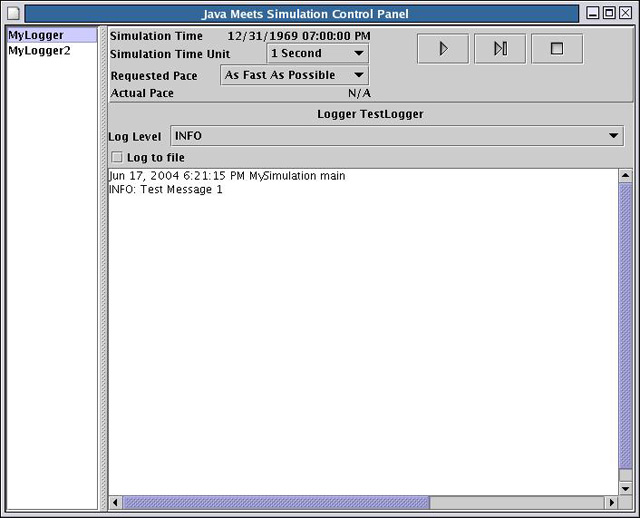 Java Meets Simulation Control Panel
MyLogger
MyLogger2
Simulation Time 12/31/1969 07:00:00 PM
Simulation Time Unit 1 Second
Requested Pace As Fast As Possible
Actual Pace N/A
Logger TestLogger
Log Level INFO
Log to file
Jun 17, 2004 6:21:15 PM MySimulation main
INFO: Test Message 1